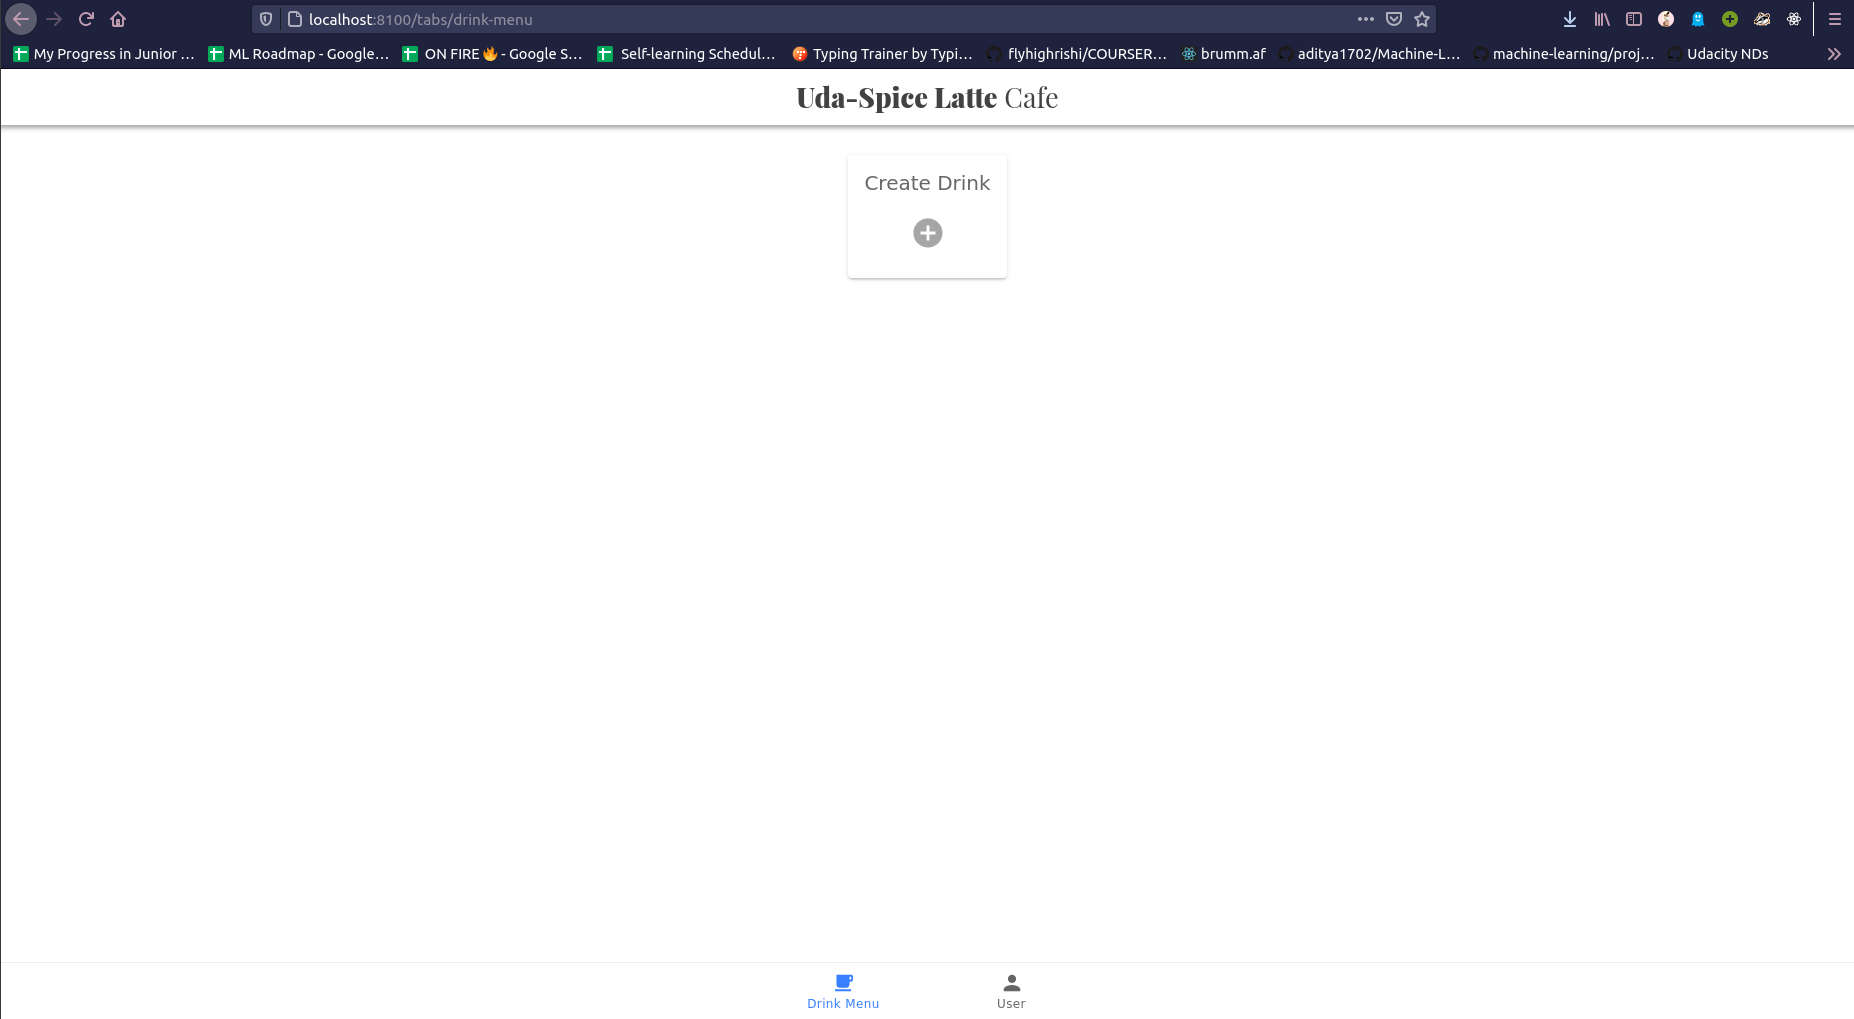 localhost:8100/tabs/drink-menu
My Progress in Junior ... ML Roadmap - Google... ON FIRE🔥- Google S... Self-learning Schedul... Typing Trainer by Typi... flyhighrishi/COURSER... brumm.af aditya1702/Machine-L... machine-learning/proj... Udacity NDs
Uda-Spice Latte Cafe
Create Drink
Drink Menu User